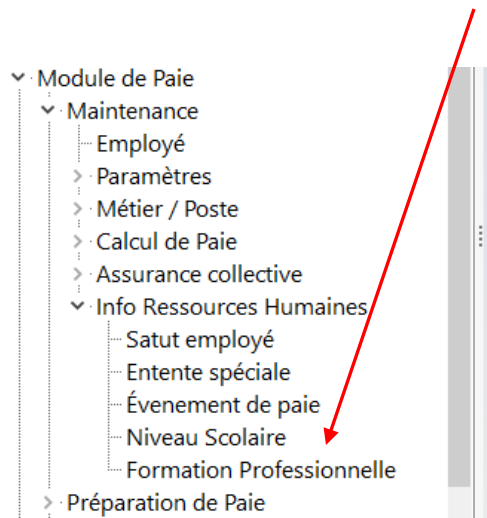 Module de Paie
Maintenance
Employé
Paramètres
Métier / Poste
Calcul de Paie
Assurance collective
Info Ressources Humaines
Satut employé
Entente spéciale
Évenement de paie
Niveau Scolaire
Formation Professionnelle
Préparation de Paie